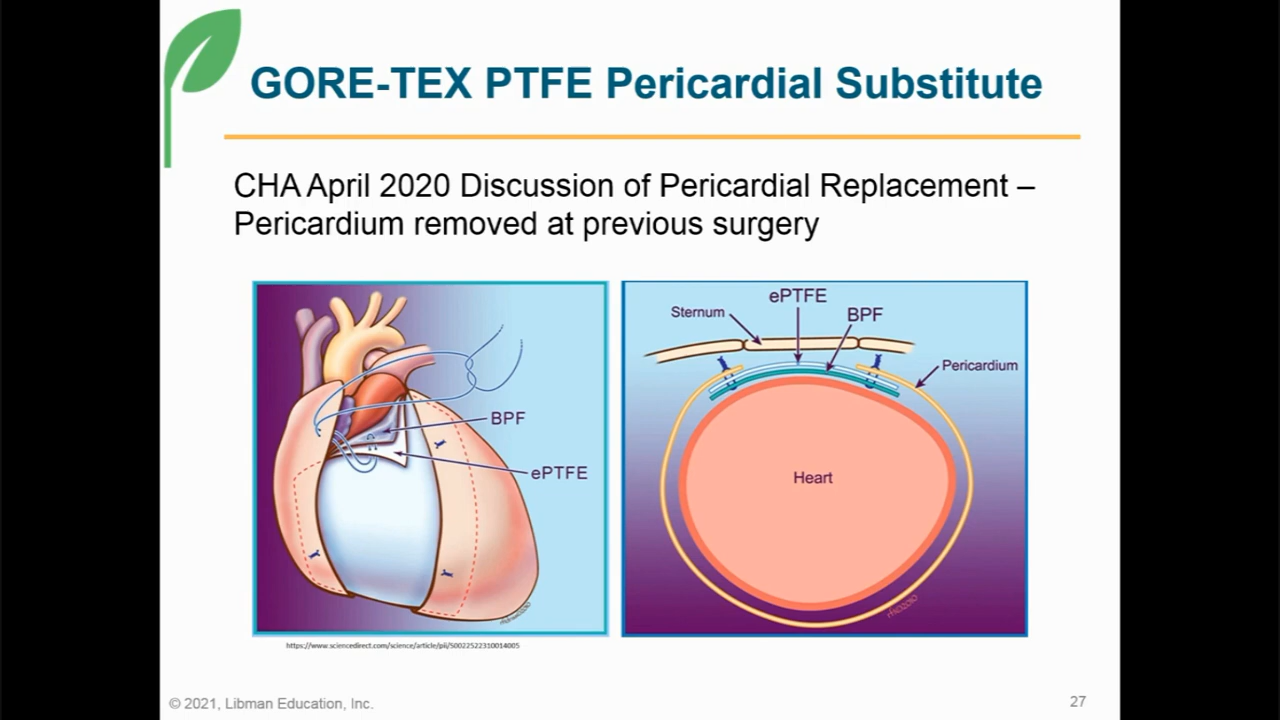 GORE-TEX PTFE Pericardial Substitute
CHA April 2020 Discussion of Pericardial Replacement –
Pericardium removed at previous surgery
BPF
ePTFE
ePTFE
Sternum
BPF
Pericardium
Heart
https://www.sciencedirect.com/science/article/pii/S0022522310014005
© 2021, Libman Education, Inc.
27